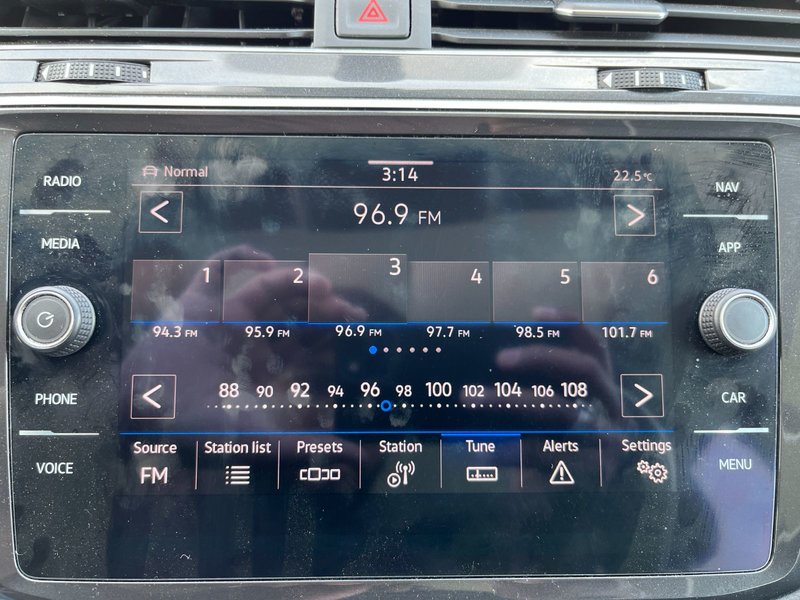 RADIO
MEDIA
PHONE
VOICE
Normal
3:14
22.5°C
< 96.9 FM >
1 2 3 4 5 6
94.3 FM 95.9 FM 96.9 FM 97.7 FM 98.5 FM 101.7 FM
< 88 90 92 94 96 98 100 102 104 106 108 >
Source Station list Presets Station Tune Alerts Settings
FM
NAV
APP
CAR
MENU